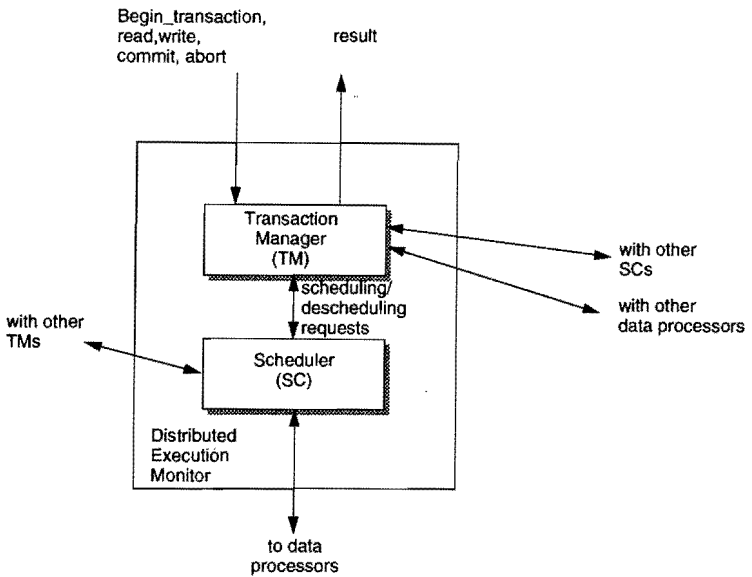 Begin_transaction,
read,write,
commit, abort
result
Transaction
Manager
(TM)
with other
SCs
scheduling/
descheduling
requests
with other
data processors
with other
TMs
Scheduler
(SC)
Distributed
Execution
Monitor
to data
processors